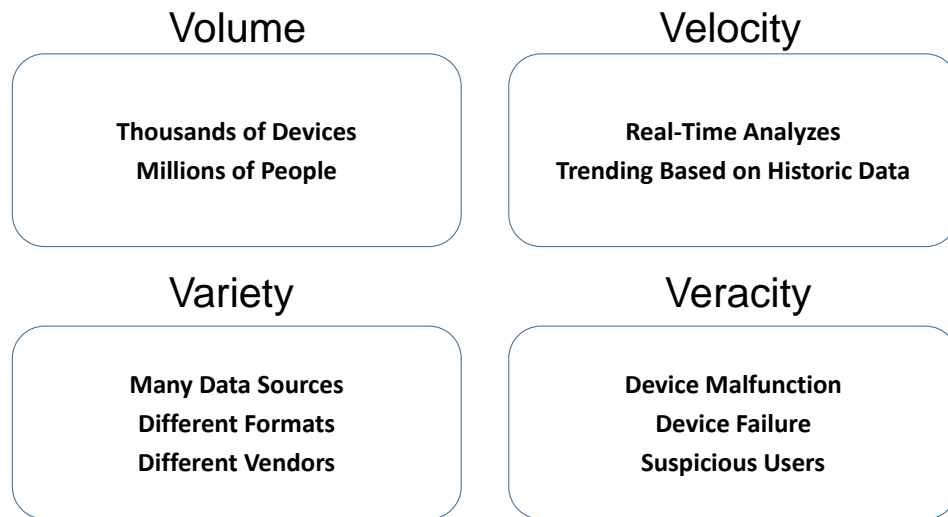 Volume
Thousands of Devices
Millions of People
Velocity
Real-Time Analyzes
Trending Based on Historic Data
Variety
Many Data Sources
Different Formats
Different Vendors
Veracity
Device Malfunction
Device Failure
Suspicious Users